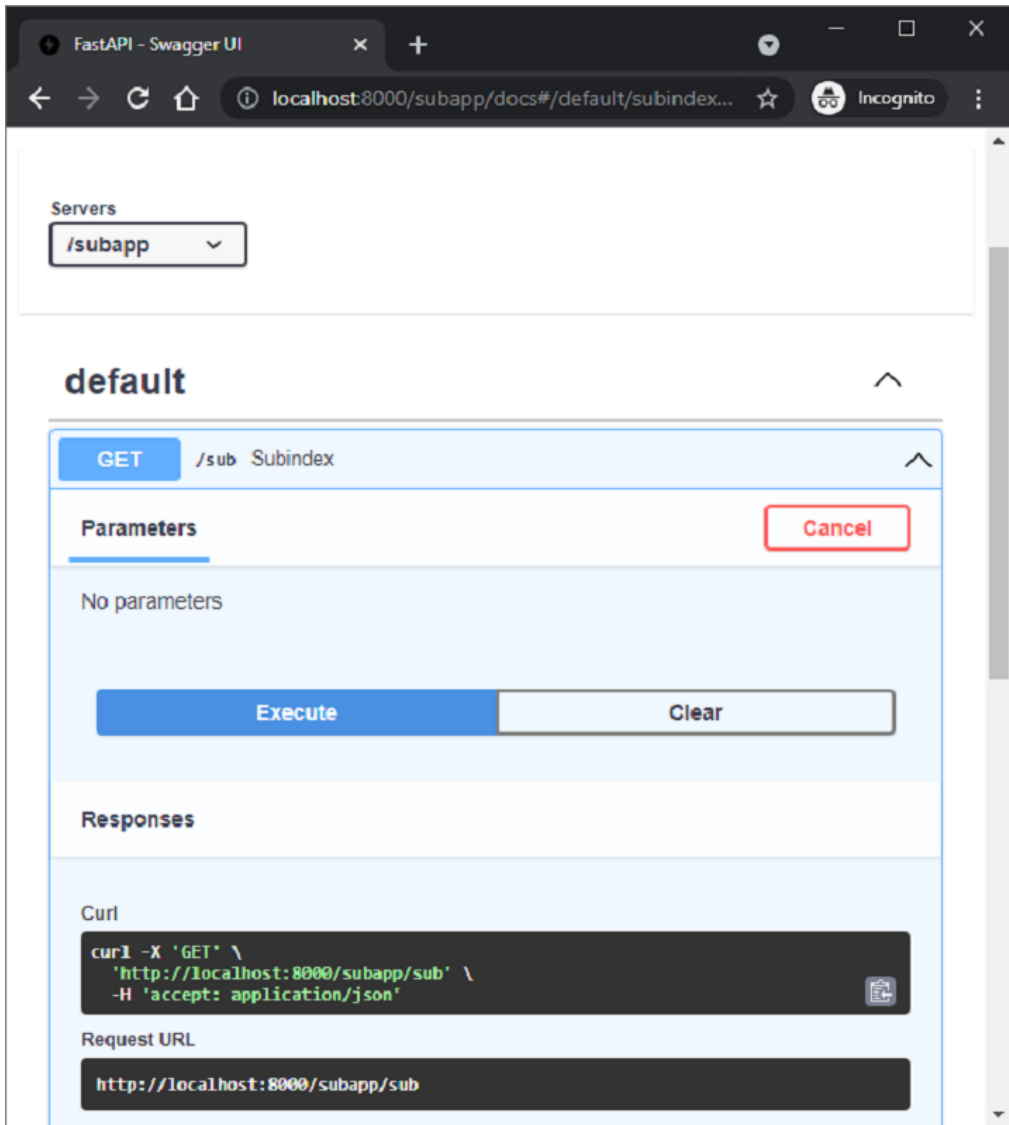 FastAPI - Swagger UI
localhost:8000/subapp/docs#/default/subindex...
Incognito
Servers
/subapp
default
GET /sub Subindex
Parameters
Cancel
No parameters
Execute
Clear
Responses
Curl
curl -X 'GET' \
'http://localhost:8000/subapp/sub' \
-H 'accept: application/json'
Request URL
http://localhost:8000/subapp/sub